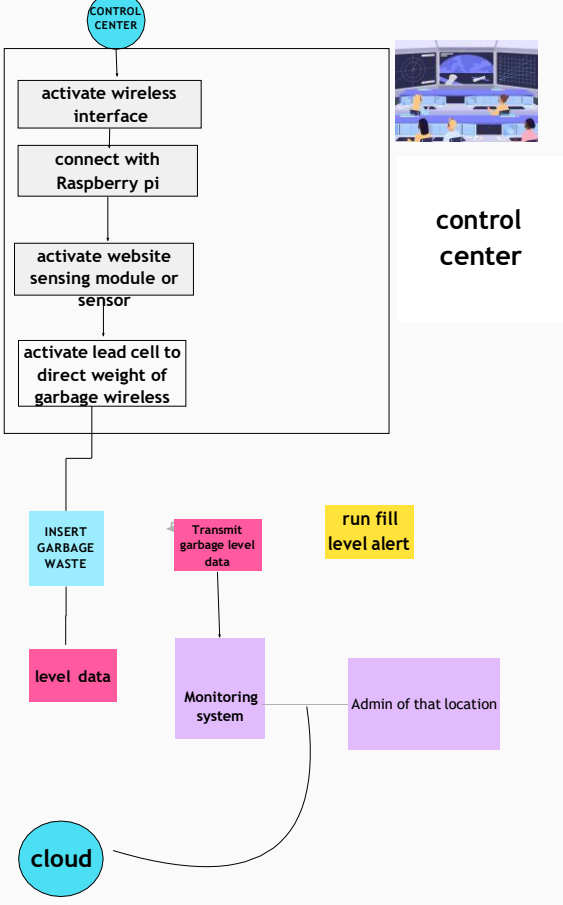 CONTROL
CENTER
activate wireless
interface
connect with
Raspberry pi
activate website
sensing module or
sensor
activate lead cell to
direct weight of
garbage wireless
control
center
INSERT
GARBAGE
WASTE
Transmit
garbage level
data
run fill
level alert
level data
Monitoring
system
Admin of that location
cloud